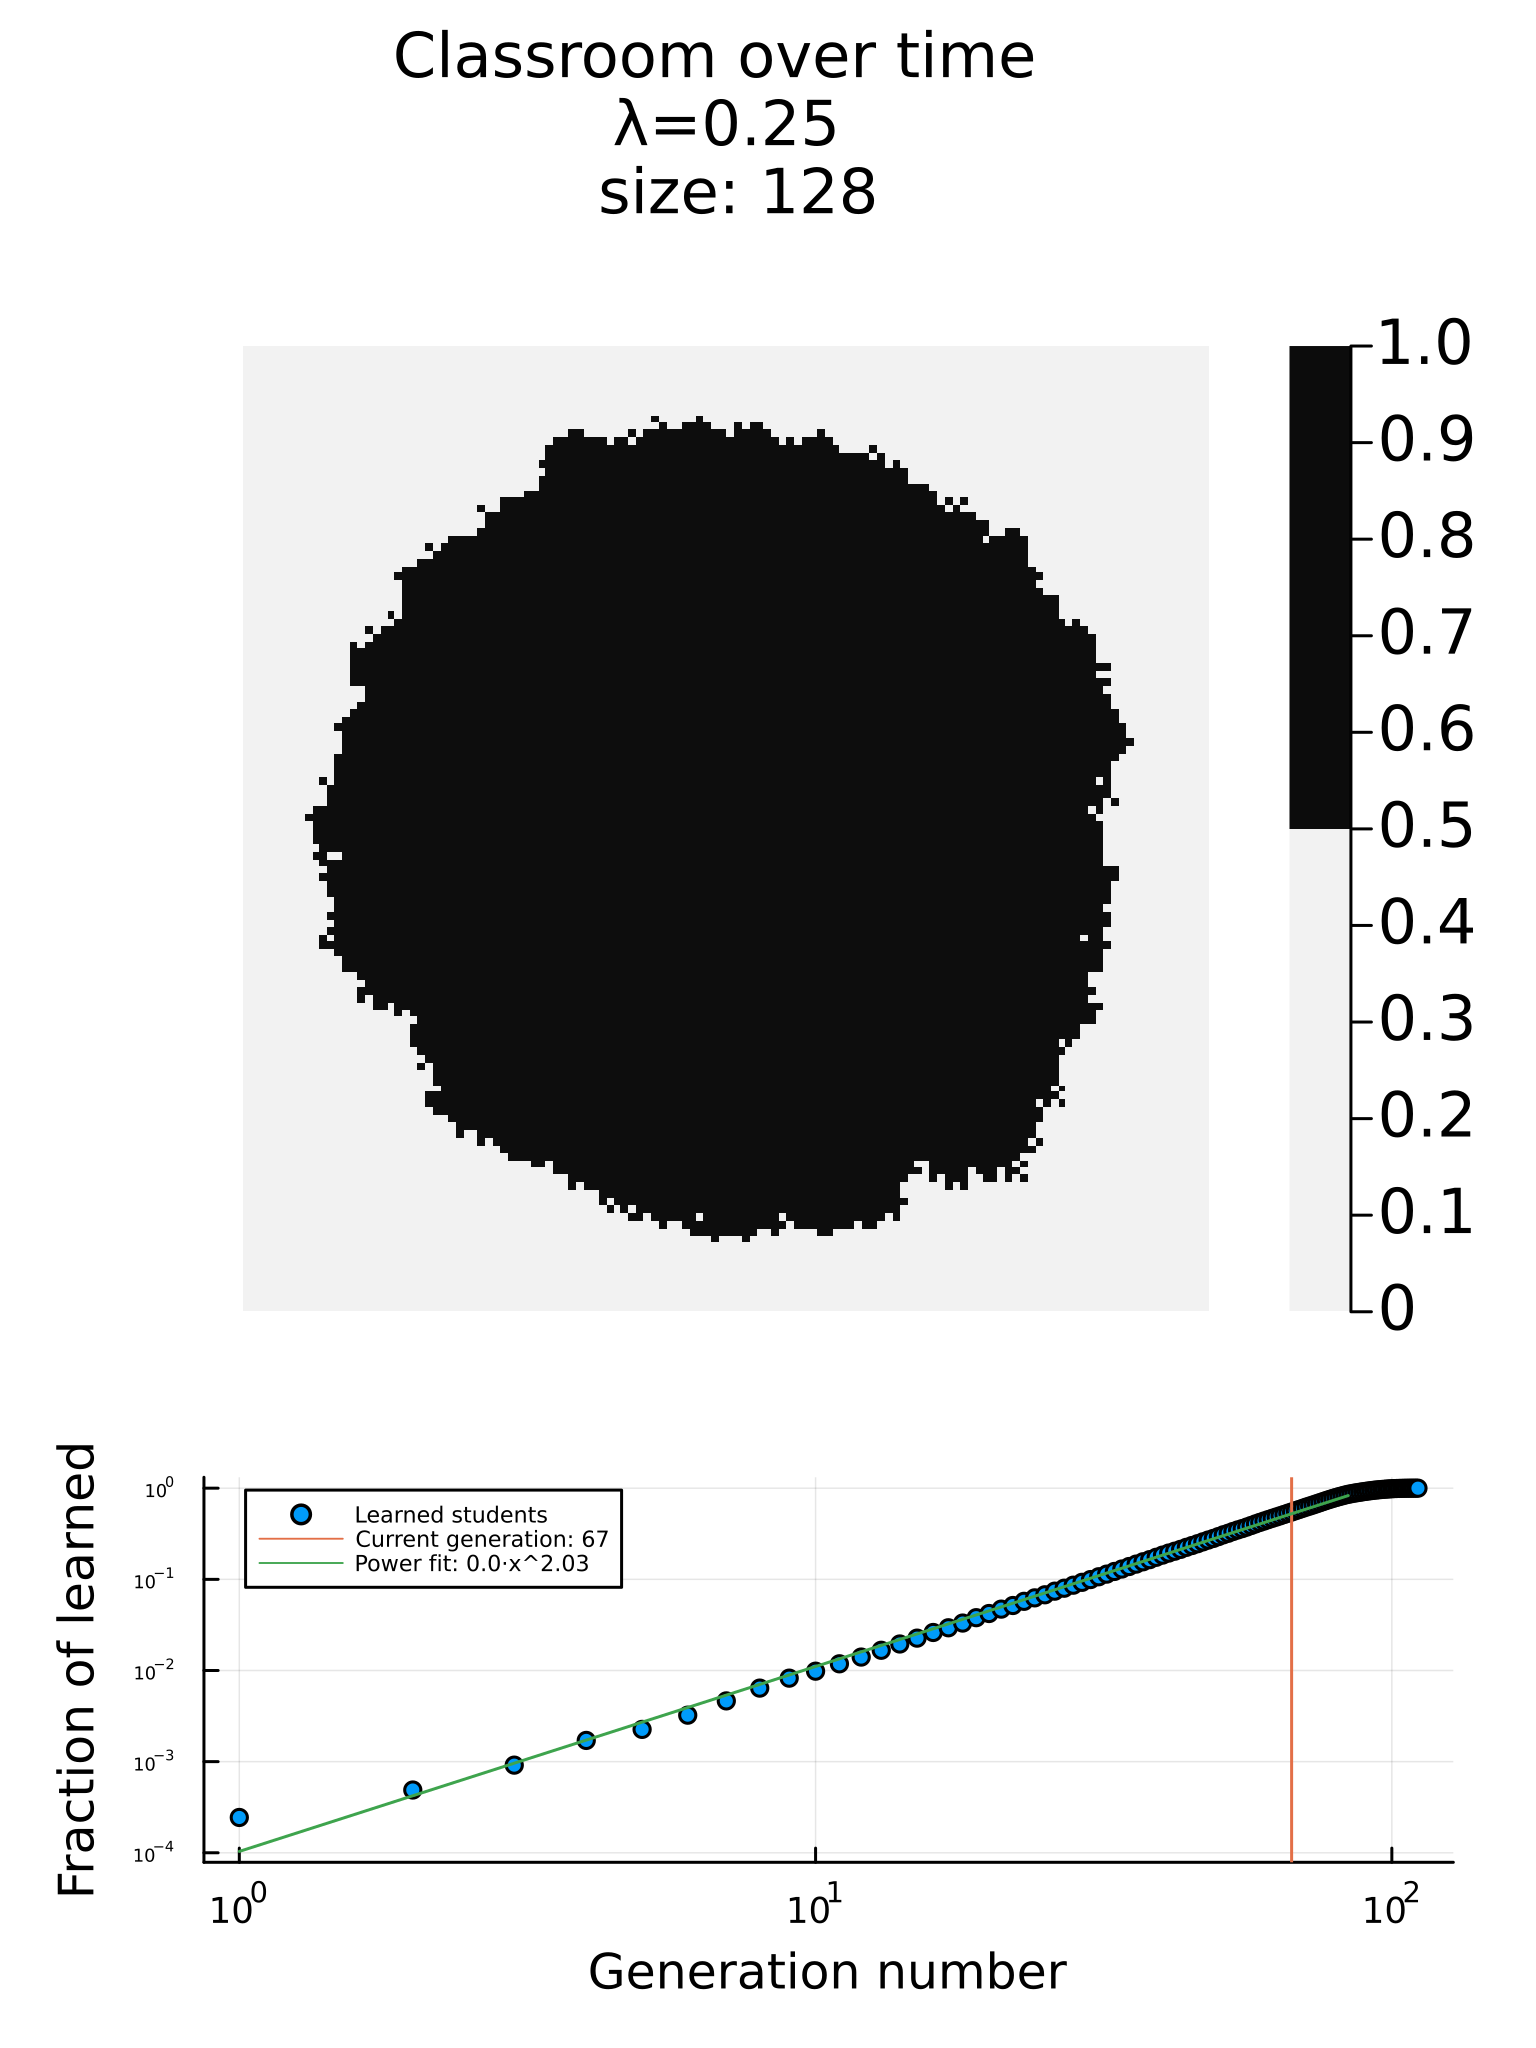 Classroom over time
λ=0.25
size: 128
1.0
0.9
0.8
0.7
0.6
0.5
0.4
0.3
0.2
0.1
0
Fraction of learned
10^0
10^-1
10^-2
10^-3
10^-4
Learned students
Current generation: 67
Power fit: 0.0·x^2.03
10^0 10^1 10^2
Generation number